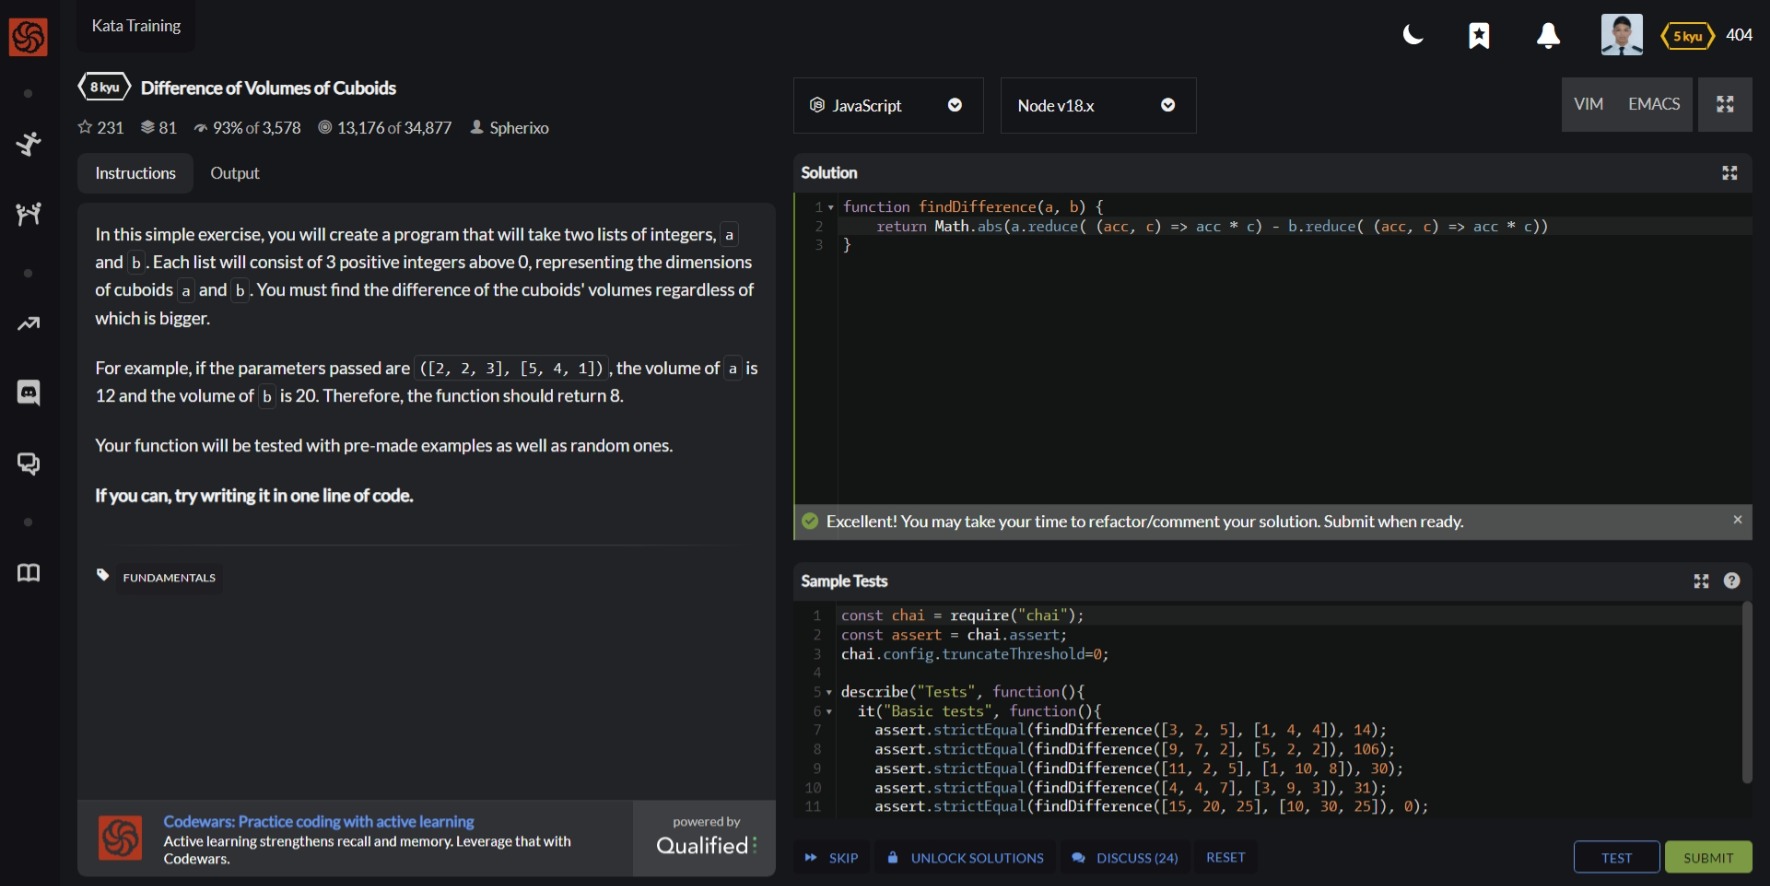 Kata Training
5 kyu 404
8 kyu Difference of Volumes of Cuboids
231 81 93% of 3,578 13,176 of 34,877 Spherixo
Instructions Output
In this simple exercise, you will create a program that will take two lists of integers, a
and b. Each list will consist of 3 positive integers above 0, representing the dimensions
of cuboids a and b. You must find the difference of the cuboids' volumes regardless of
which is bigger.
For example, if the parameters passed are ([2, 2, 3], [5, 4, 1]), the volume of a is
12 and the volume of b is 20. Therefore, the function should return 8.
Your function will be tested with pre-made examples as well as random ones.
If you can, try writing it in one line of code.
FUNDAMENTALS
Codewars: Practice coding with active learning
Active learning strengthens recall and memory. Leverage that with
Codewars.
powered by
Qualified
JavaScript Node v18.x VIM EMACS
Solution
1 function findDifference(a, b) {
2 return Math.abs(a.reduce( (acc, c) => acc * c) - b.reduce( (acc, c) => acc * c))
3 }
Excellent! You may take your time to refactor/comment your solution. Submit when ready. ×
Sample Tests ?
1 const chai = require("chai");
2 const assert = chai.assert;
3 chai.config.truncateThreshold=0;
4
5 describe("Tests", function(){
6 it("Basic tests", function(){
7 assert.strictEqual(findDifference([3, 2, 5], [1, 4, 4]), 14);
8 assert.strictEqual(findDifference([9, 7, 2], [5, 2, 2]), 106);
9 assert.strictEqual(findDifference([11, 2, 5], [1, 10, 8]), 30);
10 assert.strictEqual(findDifference([4, 4, 7], [3, 9, 3]), 31);
11 assert.strictEqual(findDifference([15, 20, 25], [10, 30, 25]), 0);
SKIP UNLOCK SOLUTIONS DISCUSS (24) RESET TEST SUBMIT